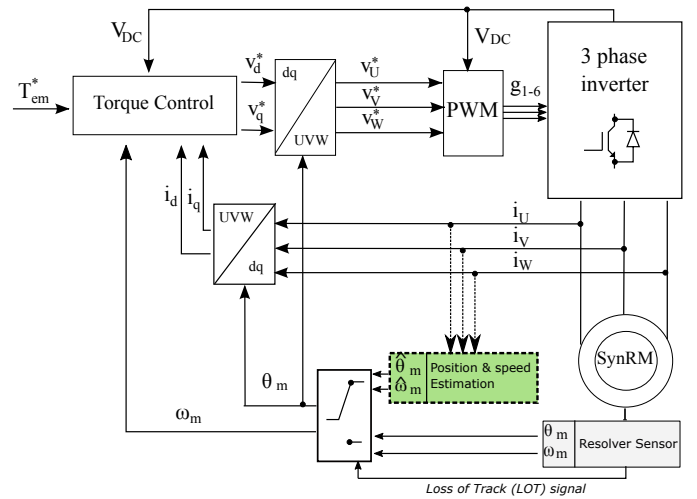 V_DC
V_DC
T*_em
Torque Control
v*_d
v*_q
dq
UVW
v*_U
v*_V
v*_W
PWM
g_1-6
3 phase
inverter
i_d
i_q
UVW
dq
i_U
i_V
i_W
SynRM
θ̂_m
ω̂_m
Position & speed
Estimation
θ_m
ω_m
θ_m
ω_m
Resolver Sensor
Loss of Track (LOT) signal